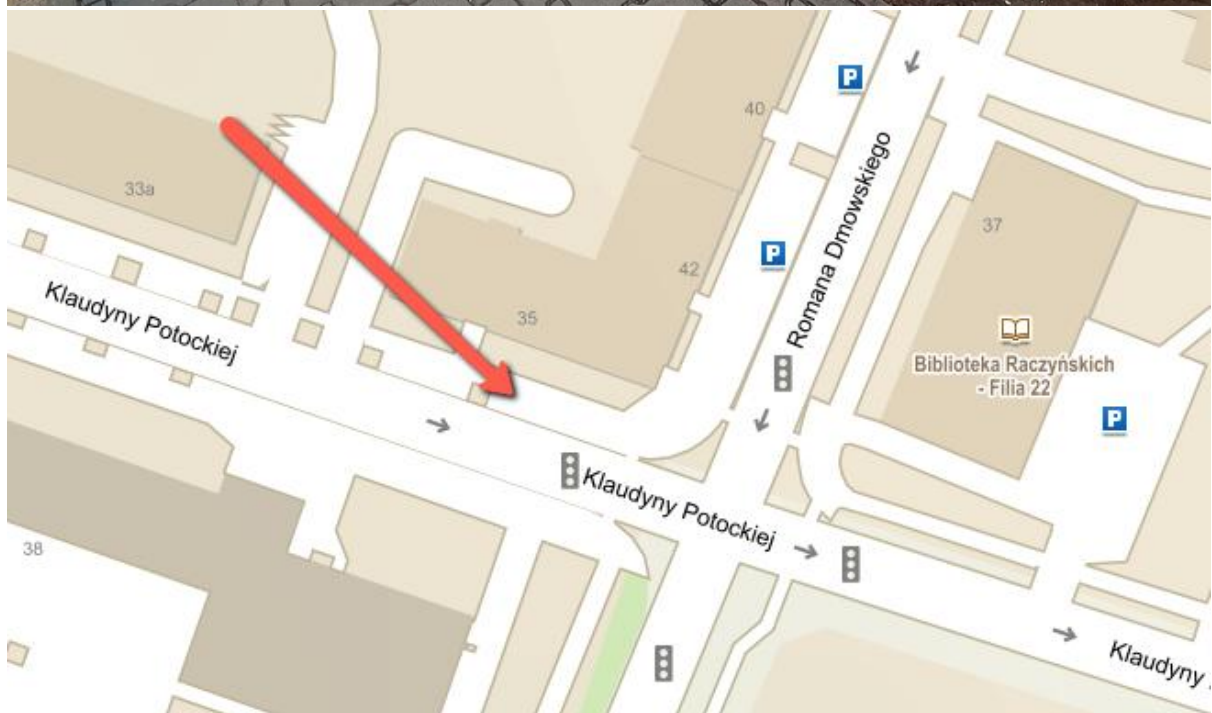 P
40
33a
Romana Dmowskiego
37
P
42
Klaudyny Potockiej
35
Biblioteka Raczyńskich
- Filia 22
P
Klaudyny Potockiej
38
Klaudyny